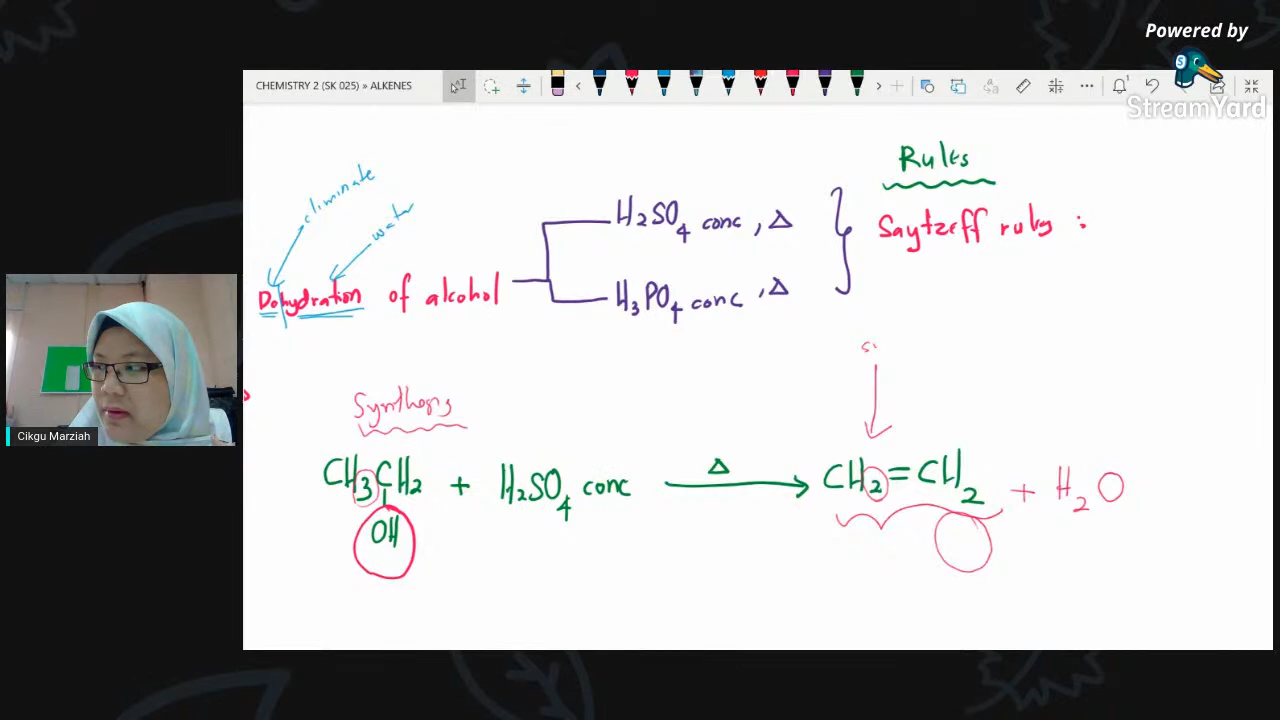 Powered by
StreamYard
CHEMISTRY 2 (SK 025) » ALKENES
Rules
Saytzeff rules :
eliminate
water
Dehydration of alcohol
H2SO4 conc , Δ
H3PO4 conc , Δ
Synthesis
CH3CH2 + H2SO4 conc Δ → CH2=CH2 + H2O
OH
Cikgu Marziah